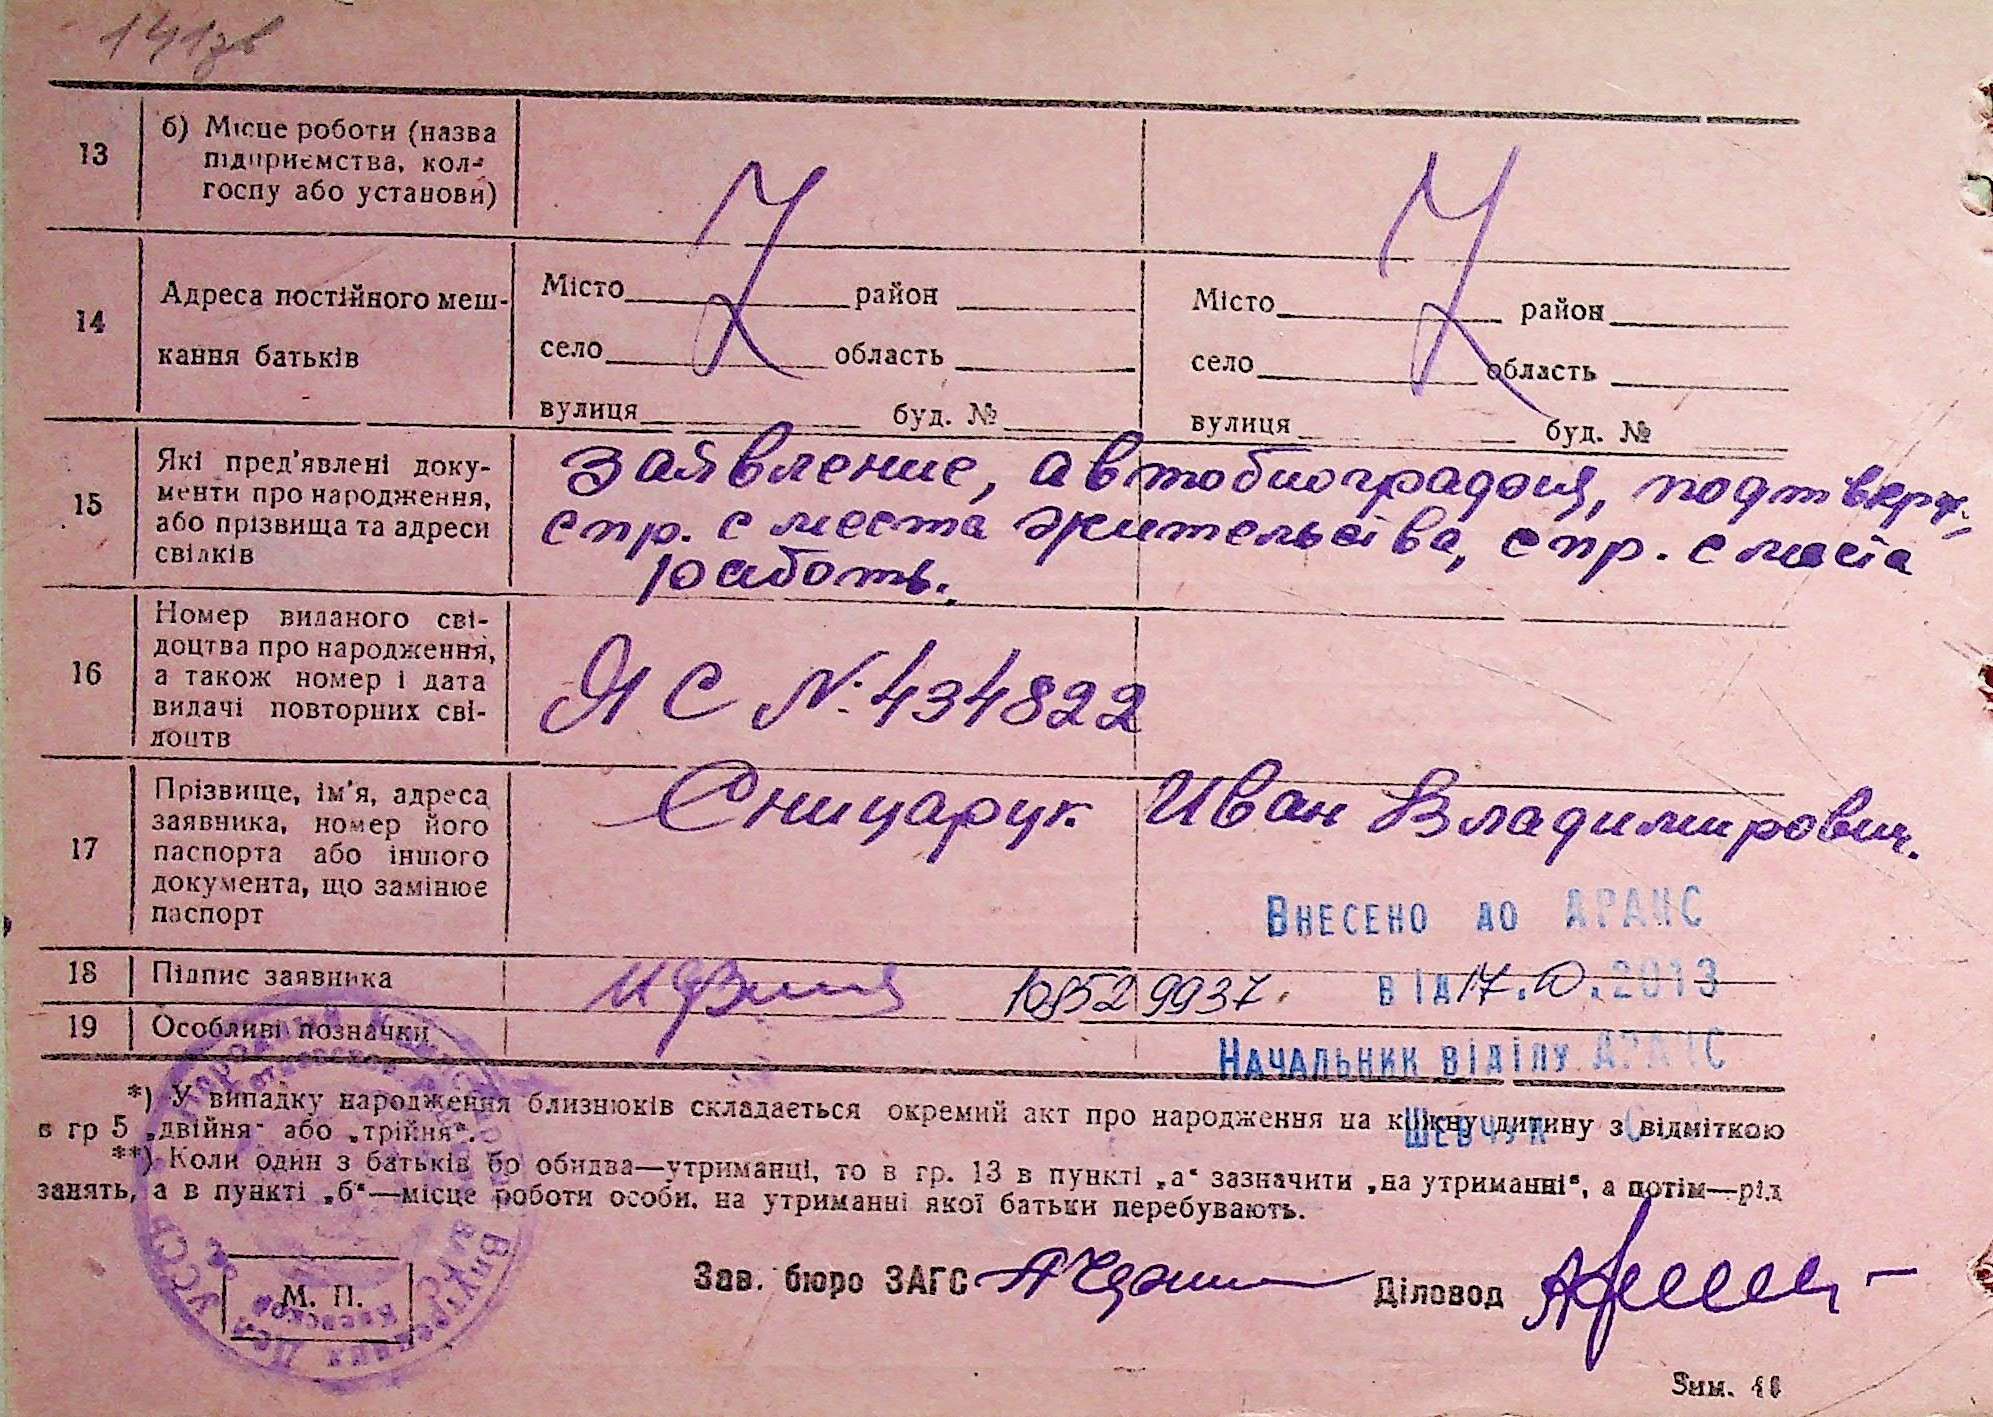 141зв
13
б) Місце роботи (назва
підприємства, кол-
госпу або установи)
14
Адреса постійного меш-
кання батьків
Місто район
село область
вулиця буд. №
Місто район
село область
вулиця буд. №
15
Які пред'явлені доку-
менти про народження,
або прізвища та адреси
свідків
Заявление, автобиография, подтверж.
спр. с места жительства, спр. с места
работы.
16
Номер виданого сві-
доцтва про народження,
а також номер і дата
видачі повторних сві-
доцтв
ЯС №434822
17
Прізвище, ім'я, адреса
заявника, номер його
паспорта або іншого
документа, що замінює
паспорт
Сницарук Иван Владимирович.
Внесено до ДРАЦС
18
Підпис заявника
10852 9937.
від 17.10.2013
19
Особливі позначки
Начальник відділу ДРАЦС
*) У випадку народження близнюків складається окремий акт про народження на кожну дитину з відміткою
в гр 5 „двійня" або „трійня".
Шевчук
**) Коли один з батьків бо обидва—утриманці, то в гр. 13 в пункті „а" зазначити „на утриманні", а потім—рід
занять, а в пункті „б"—місце роботи особи. на утриманні якої батьки перебувають.
Народный
Внутренних Дел
УССР
Киевской
М. П.
Зав. бюро ЗАГС
Діловод
Зим.